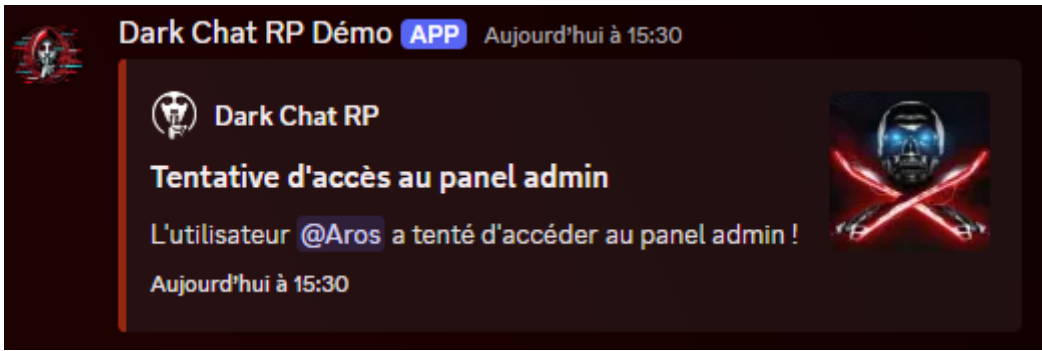 Dark Chat RP Démo APP Aujourd'hui à 15:30
Dark Chat RP
Tentative d'accès au panel admin
L'utilisateur @Aros a tenté d'accéder au panel admin !
Aujourd'hui à 15:30